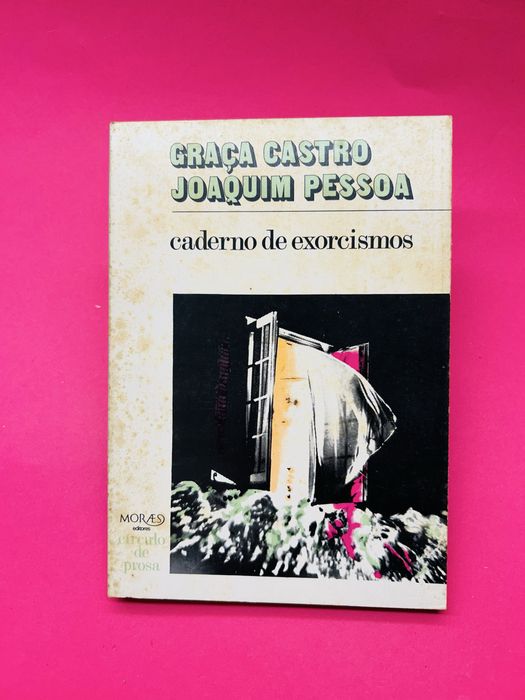 GRAÇA CASTRO
JOAQUIM PESSOA
caderno de exorcismos
MORÆS
editores
círculo
de
prosa